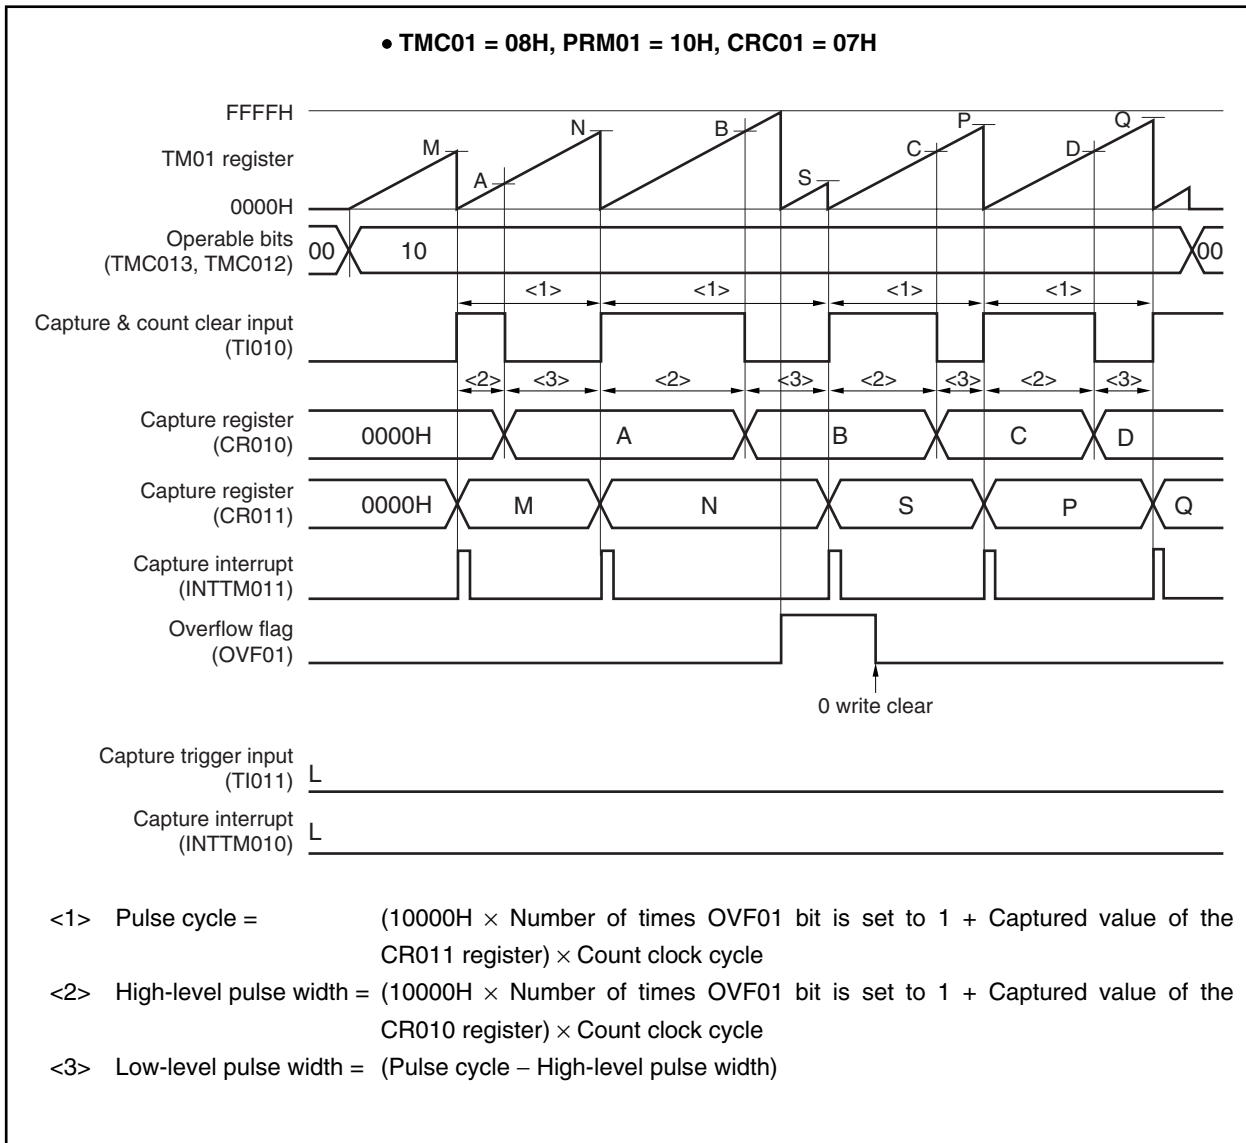 • TMC01 = 08H, PRM01 = 10H, CRC01 = 07H
FFFFH
TM01 register
0000H
M A N B S C P D Q
Operable bits
(TMC013, TMC012)
00 10 00
<1> <1> <1> <1>
Capture & count clear input
(TI010)
<2> <3> <2> <3> <2> <3> <2> <3>
Capture register
(CR010)
0000H A B C D
Capture register
(CR011)
0000H M N S P Q
Capture interrupt
(INTTM011)
Overflow flag
(OVF01)
0 write clear
Capture trigger input
(TI011)
L
Capture interrupt
(INTTM010)
L
<1> Pulse cycle = (10000H × Number of times OVF01 bit is set to 1 + Captured value of the
CR011 register) × Count clock cycle
<2> High-level pulse width = (10000H × Number of times OVF01 bit is set to 1 + Captured value of the
CR010 register) × Count clock cycle
<3> Low-level pulse width = (Pulse cycle − High-level pulse width)